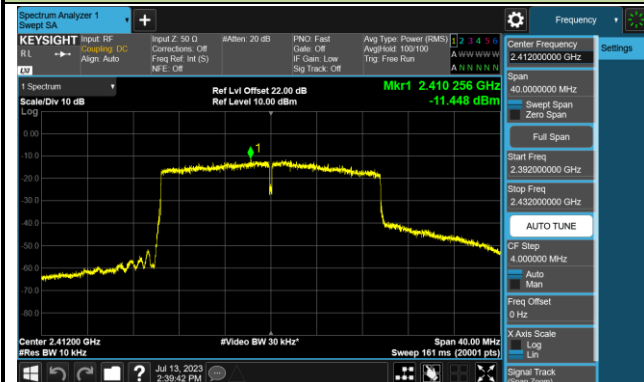 Spectrum Analyzer 1
Swept SA
Frequency
KEYSIGHT
Input: RF
Coupling: DC
Align: Auto
Input Z: 50 Ω
Corrections: Off
Freq Ref: Int (S)
NFE: Off
#Atten: 20 dB
PNO: Fast
Gate: Off
IF Gain: Low
Sig Track: Off
Avg Type: Power (RMS)
Avg|Hold: 100/100
Trig: Free Run
1 2 3 4 5 6
A W W W W W
A N N N N N
R L
LXI
1 Spectrum
Scale/Div 10 dB
Log
Ref Lvl Offset 22.00 dB
Ref Level 10.00 dBm
Mkr1 2.410 256 GHz
-11.448 dBm
1
0.00
-10.0
-20.0
-30.0
-40.0
-50.0
-60.0
-70.0
-80.0
Center 2.41200 GHz
#Res BW 10 kHz
#Video BW 30 kHz*
Span 40.00 MHz
Sweep 161 ms (20001 pts)
Jul 13, 2023
2:39:42 PM
Center Frequency
2.412000000 GHz
Settings
Span
40.0000000 MHz
Swept Span
Zero Span
Full Span
Start Freq
2.392000000 GHz
Stop Freq
2.432000000 GHz
AUTO TUNE
CF Step
4.000000 MHz
Auto
Man
Freq Offset
0 Hz
X Axis Scale
Log
Lin
Signal Track
(Span Zoom)